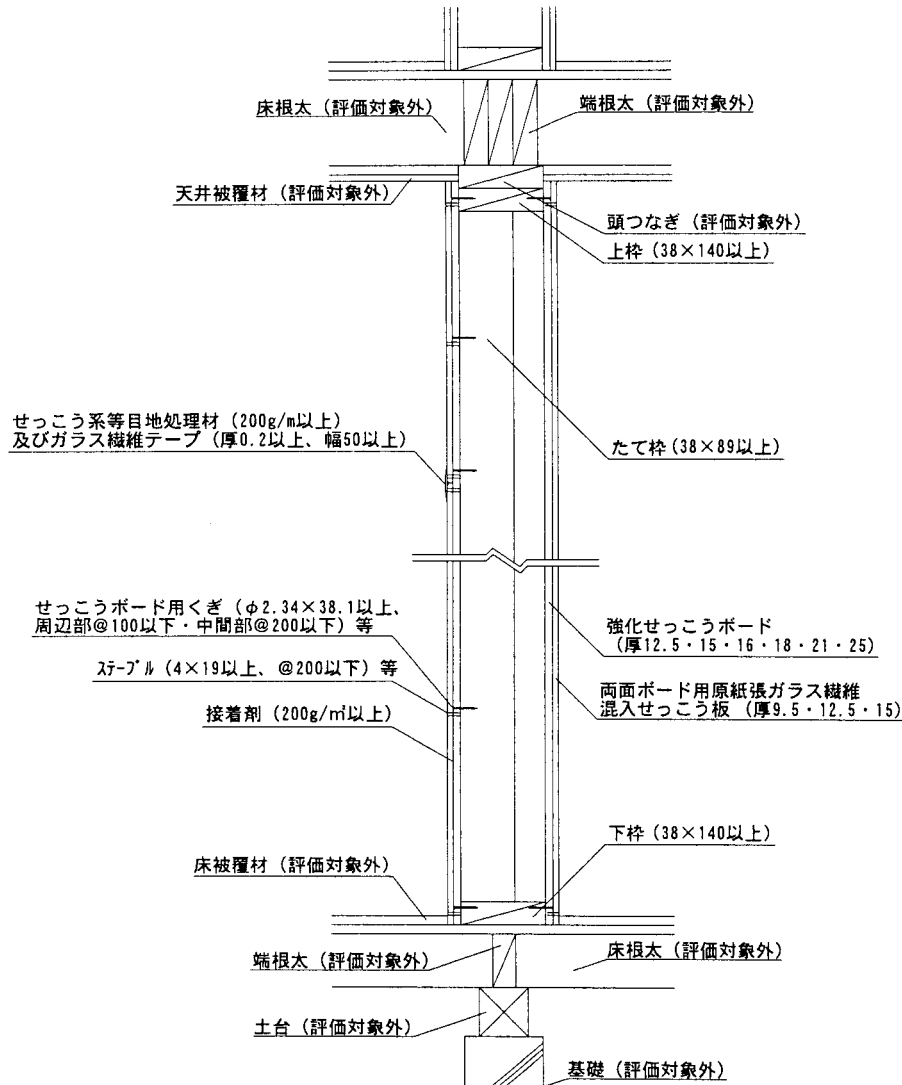 床根太（評価対象外）
端根太（評価対象外）
天井被覆材（評価対象外）
頭つなぎ（評価対象外）
上枠（38×140以上）
せっこう系等目地処理材（200g/m以上）
及びガラス繊維テープ（厚0.2以上、幅50以上）
たて枠（38×89以上）
せっこうボード用くぎ（φ2.34×38.1以上、
周辺部@100以下・中間部@200以下）等
強化せっこうボード
（厚12.5・15・16・18・21・25）
ｽﾃｰﾌﾟﾙ（4×19以上、@200以下）等
両面ボード用原紙張ガラス繊維
混入せっこう板（厚9.5・12.5・15）
接着剤（200g/㎡以上）
下枠（38×140以上）
床被覆材（評価対象外）
端根太（評価対象外）
床根太（評価対象外）
土台（評価対象外）
基礎（評価対象外）